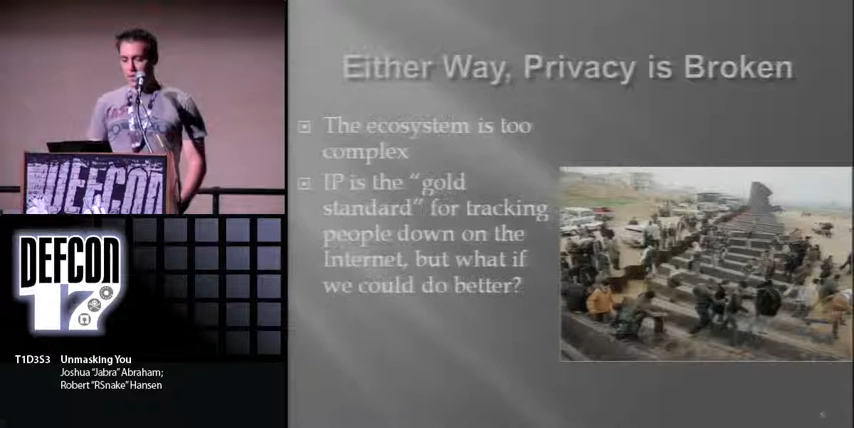 Either Way, Privacy is Broken
The ecosystem is too
complex
IP is the “gold
standard” for tracking
people down on the
Internet, but what if
we could do better?
DEFCON
DEFCON
17
T1D3S3 Unmasking You
Joshua “Jabra” Abraham;
Robert “RSnake” Hansen